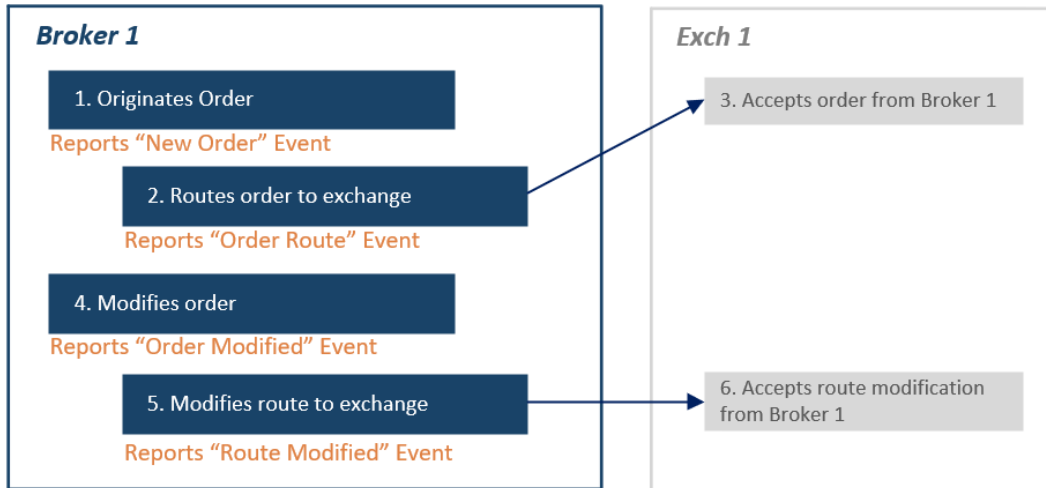 Broker 1
1. Originates Order
Reports “New Order” Event
2. Routes order to exchange
Reports “Order Route” Event
4. Modifies order
Reports “Order Modified” Event
5. Modifies route to exchange
Reports “Route Modified” Event
Exch 1
3. Accepts order from Broker 1
6. Accepts route modification
from Broker 1